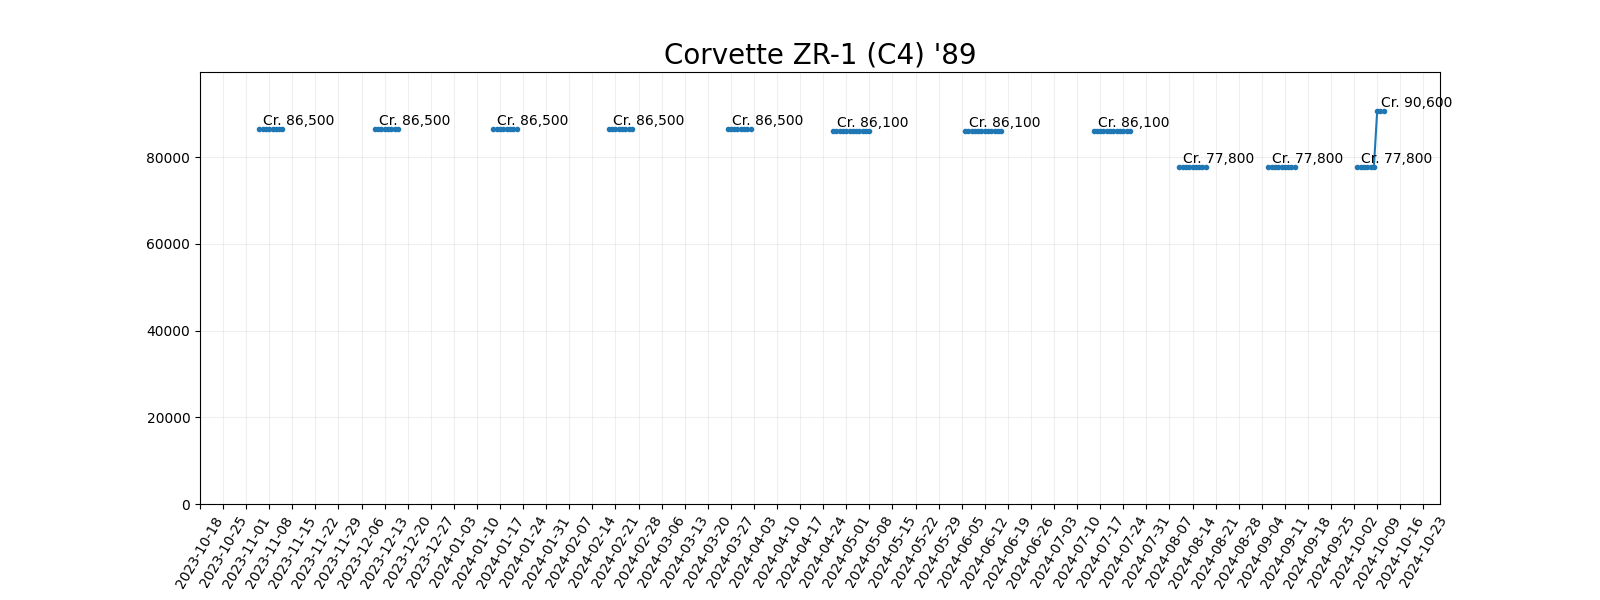 Corvette ZR-1 (C4) '89
Cr. 90,600
Cr. 86,500 Cr. 86,500 Cr. 86,500 Cr. 86,500 Cr. 86,500 Cr. 86,100 Cr. 86,100 Cr. 86,100
Cr. 77,800 Cr. 77,800 Cr. 77,800
80000
60000
40000
20000
0
2023-10-18 2023-10-25 2023-11-01 2023-11-08 2023-11-15 2023-11-22 2023-11-29 2023-12-06 2023-12-13 2023-12-20 2023-12-27 2024-01-03 2024-01-10 2024-01-17 2024-01-24 2024-01-31 2024-02-07 2024-02-14 2024-02-21 2024-02-28 2024-03-06 2024-03-13 2024-03-20 2024-03-27 2024-04-03 2024-04-10 2024-04-17 2024-04-24 2024-05-01 2024-05-08 2024-05-15 2024-05-22 2024-05-29 2024-06-05 2024-06-12 2024-06-19 2024-06-26 2024-07-03 2024-07-10 2024-07-17 2024-07-24 2024-07-31 2024-08-07 2024-08-14 2024-08-21 2024-08-28 2024-09-04 2024-09-11 2024-09-18 2024-09-25 2024-10-02 2024-10-09 2024-10-16 2024-10-23